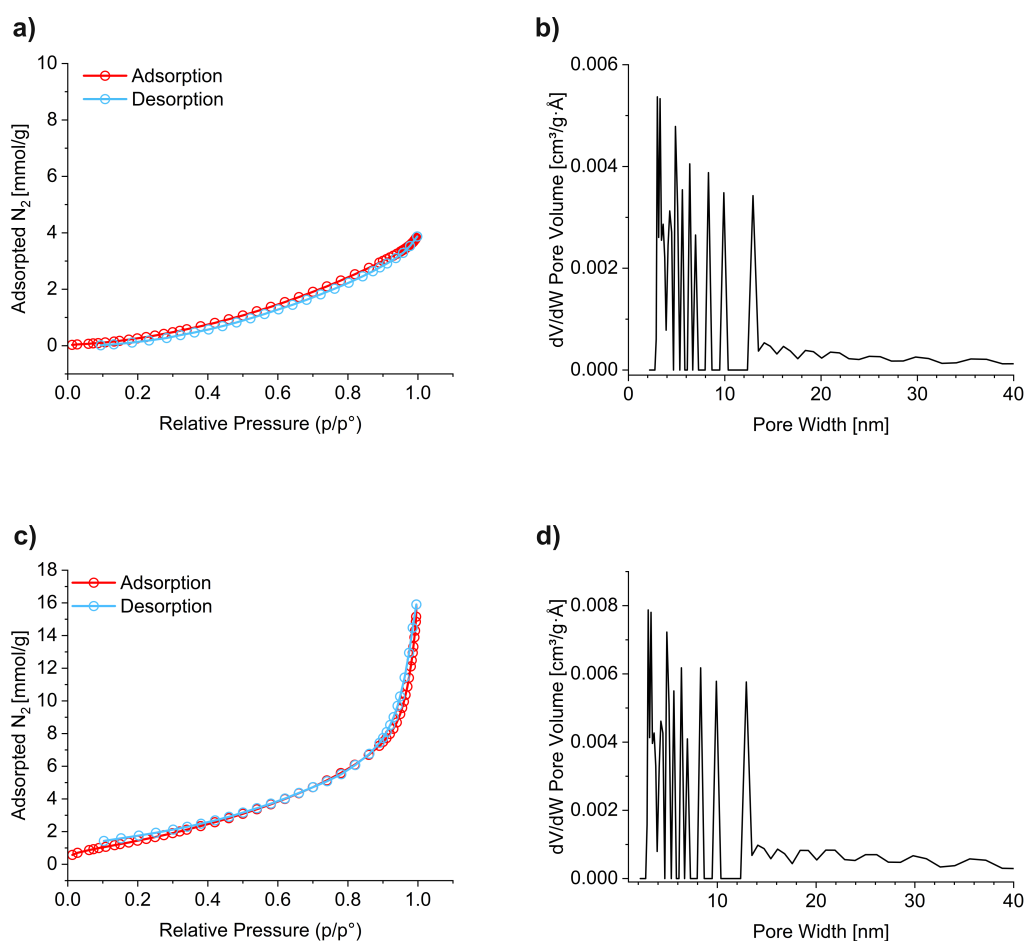 a)
10
8
6
4
2
0
Adsorption
Desorption
Adsorpted N₂ [mmol/g]
0.0 0.2 0.4 0.6 0.8 1.0
Relative Pressure (p/p°)
b)
0.006
0.004
0.002
0.000
dV/dW Pore Volume [cm³/g·Å]
0 10 20 30 40
Pore Width [nm]
c)
18
16
14
12
10
8
6
4
2
0
Adsorption
Desorption
Adsorpted N₂ [mmol/g]
0.0 0.2 0.4 0.6 0.8 1.0
Relative Pressure (p/p°)
d)
0.008
0.006
0.004
0.002
0.000
dV/dW Pore Volume [cm³/g·Å]
10 20 30 40
Pore Width [nm]